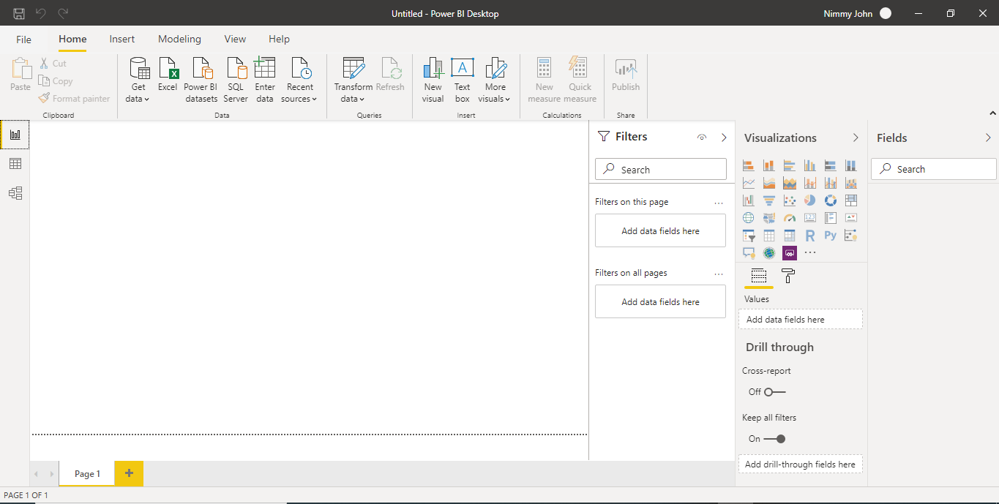 Untitled - Power BI Desktop
Nimmy John
File Home Insert Modeling View Help
Paste
Cut
Copy
Format painter
Clipboard
Get data
Excel
Power BI datasets
SQL Server
Enter data
Recent sources
Data
Transform data
Refresh
Queries
New visual
Text box
More visuals
Insert
New measure
Quick measure
Calculations
Publish
Share
Filters
Search
Filters on this page
...
Add data fields here
Filters on all pages
...
Add data fields here
Visualizations
123
R Py
...
Values
Add data fields here
Drill through
Cross-report
Off
Keep all filters
On
Add drill-through fields here
Fields
Search
Page 1
+
PAGE 1 OF 1